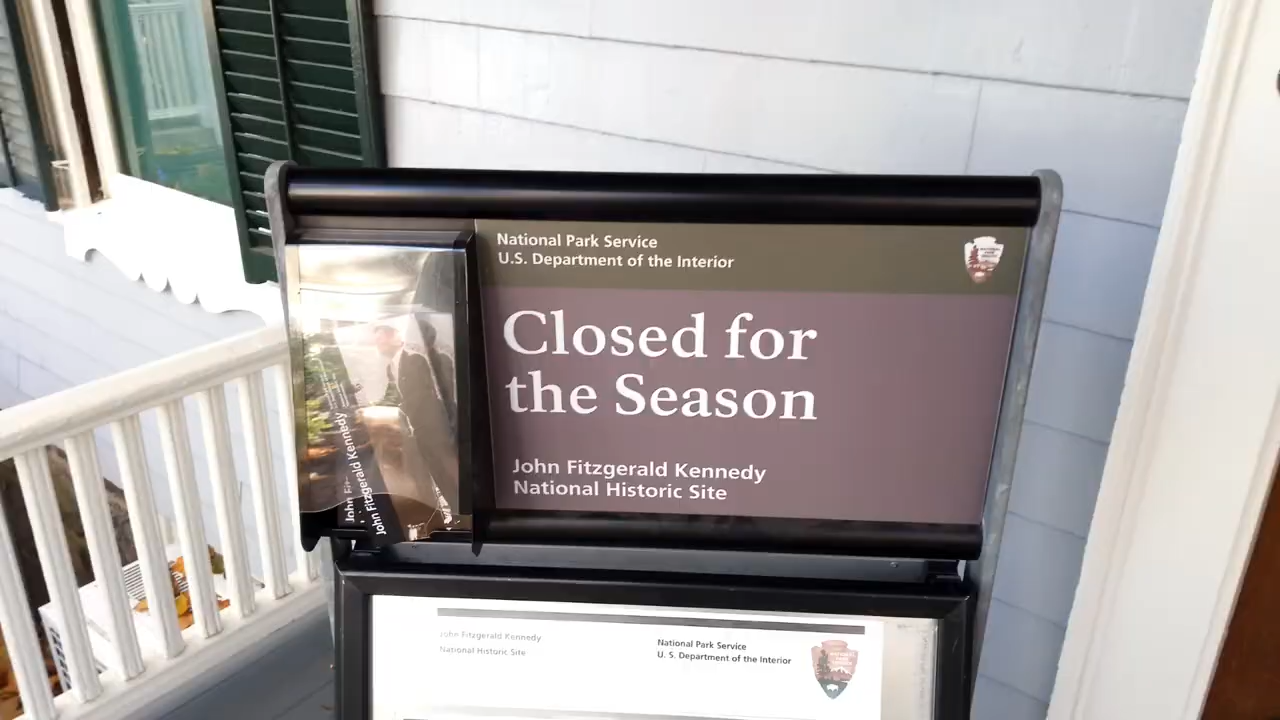 National Park Service
U.S. Department of the Interior
Closed for
the Season
John Fitzgerald Kennedy
National Historic Site
John
John Fitzgerald Kennedy
John Fitzgerald Kennedy
National Historic Site
National Park Service
U. S. Department of the Interior